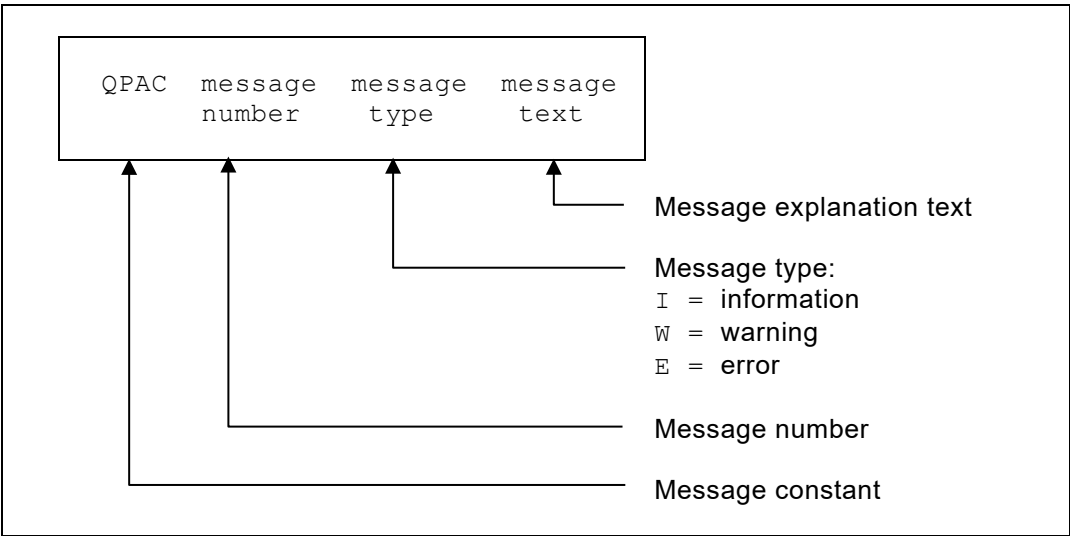 QPAC message message message
number type text
Message explanation text
Message type:
I = information
W = warning
E = error
Message number
Message constant